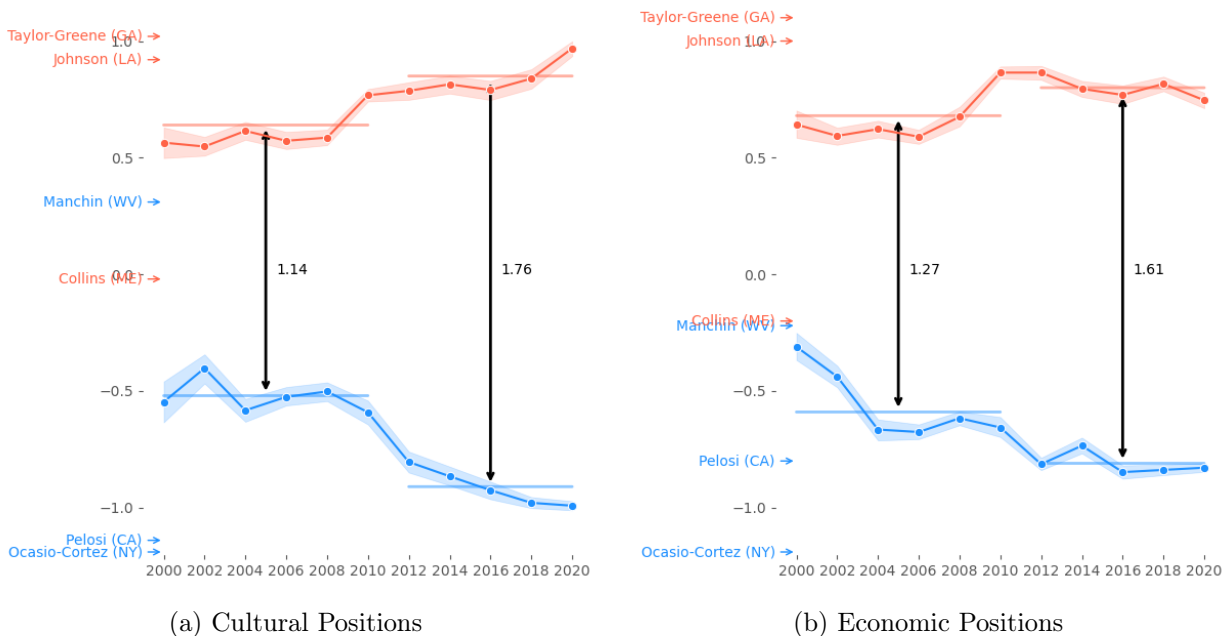 Taylor-Greene (GA)
1.0
Johnson (LA)
0.5
Manchin (WV)
Collins (ME)
0.0
1.14
1.76
−0.5
−1.0
Pelosi (CA)
Ocasio-Cortez (NY)
2000 2002 2004 2006 2008 2010 2012 2014 2016 2018 2020
(a) Cultural Positions
Taylor-Greene (GA)
Johnson (LA)
1.0
0.5
0.0
1.27
1.61
Collins (ME)
Manchin (WV)
−0.5
Pelosi (CA)
−1.0
Ocasio-Cortez (NY)
2000 2002 2004 2006 2008 2010 2012 2014 2016 2018 2020
(b) Economic Positions